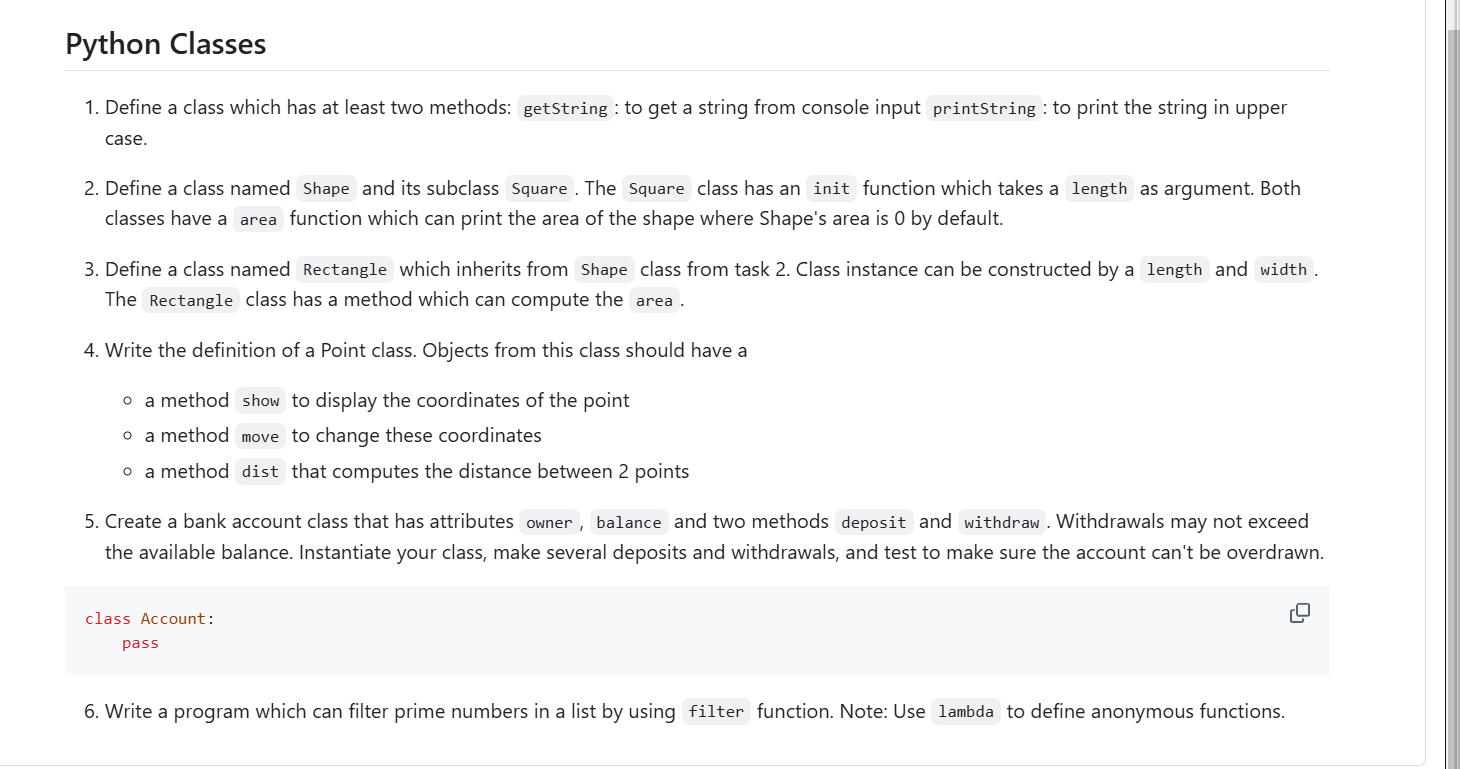 Python Classes
1. Define a class which has at least two methods: getString: to get a string from console input printString: to print the string in upper
case.
2. Define a class named Shape and its subclass Square. The Square class has an init function which takes a length as argument. Both
classes have a area function which can print the area of the shape where Shape's area is 0 by default.
3. Define a class named Rectangle which inherits from Shape class from task 2. Class instance can be constructed by a length and width.
The Rectangle class has a method which can compute the area.
4. Write the definition of a Point class. Objects from this class should have a
a method show to display the coordinates of the point
a method move to change these coordinates
a method dist that computes the distance between 2 points
5. Create a bank account class that has attributes owner, balance and two methods deposit and withdraw. Withdrawals may not exceed
the available balance. Instantiate your class, make several deposits and withdrawals, and test to make sure the account can't be overdrawn.
class Account:
    pass
6. Write a program which can filter prime numbers in a list by using filter function. Note: Use lambda to define anonymous functions.